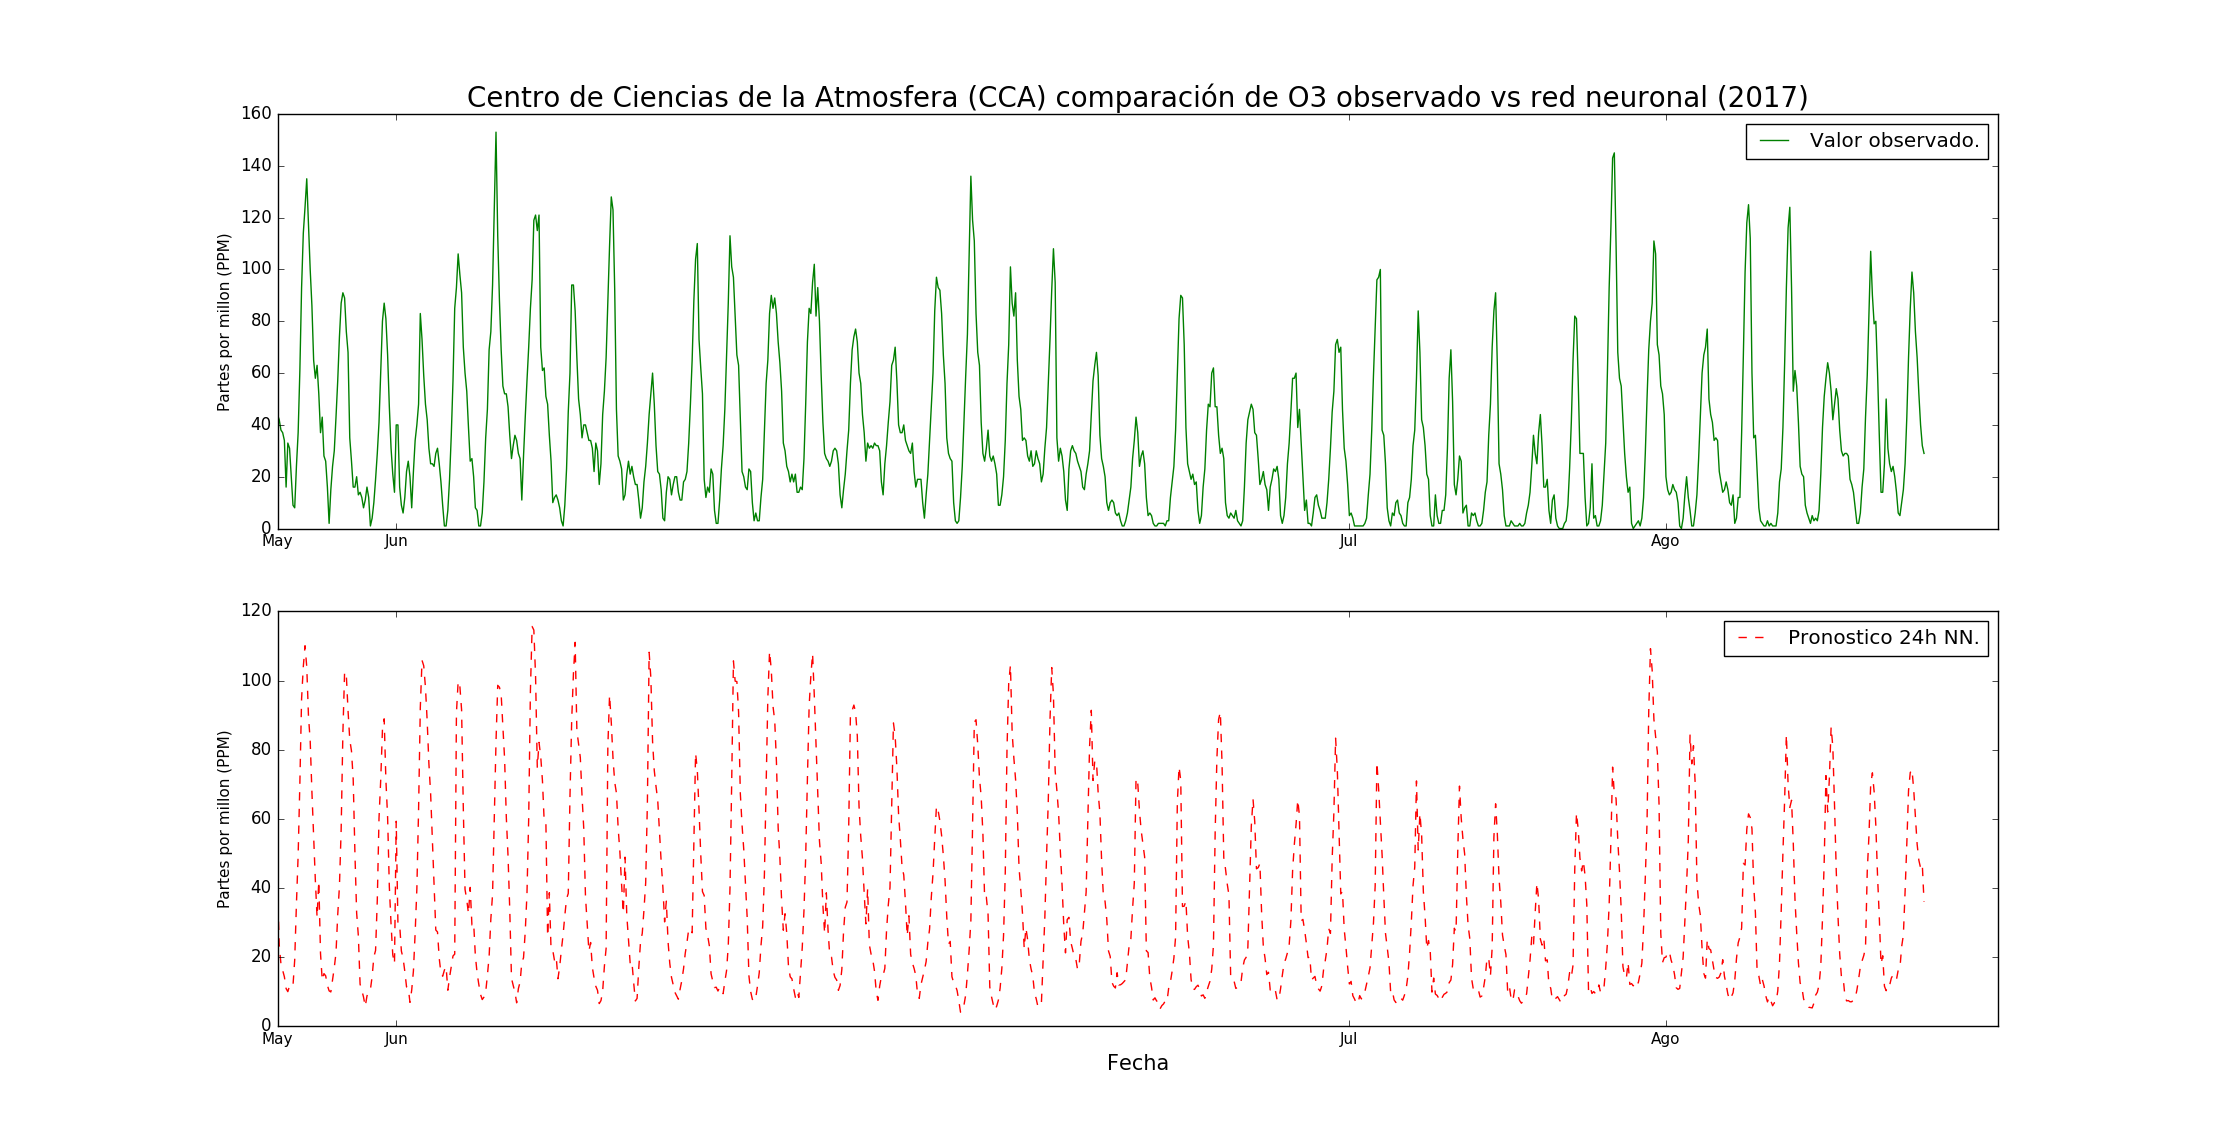 Centro de Ciencias de la Atmosfera (CCA) comparación de O3 observado vs red neuronal (2017)
160
140
120
100
80
60
40
20
0
Partes por millon (PPM)
Valor observado.
May Jun Jul Ago
120
100
80
60
40
20
0
Partes por millon (PPM)
Pronostico 24h NN.
May Jun Jul Ago
Fecha